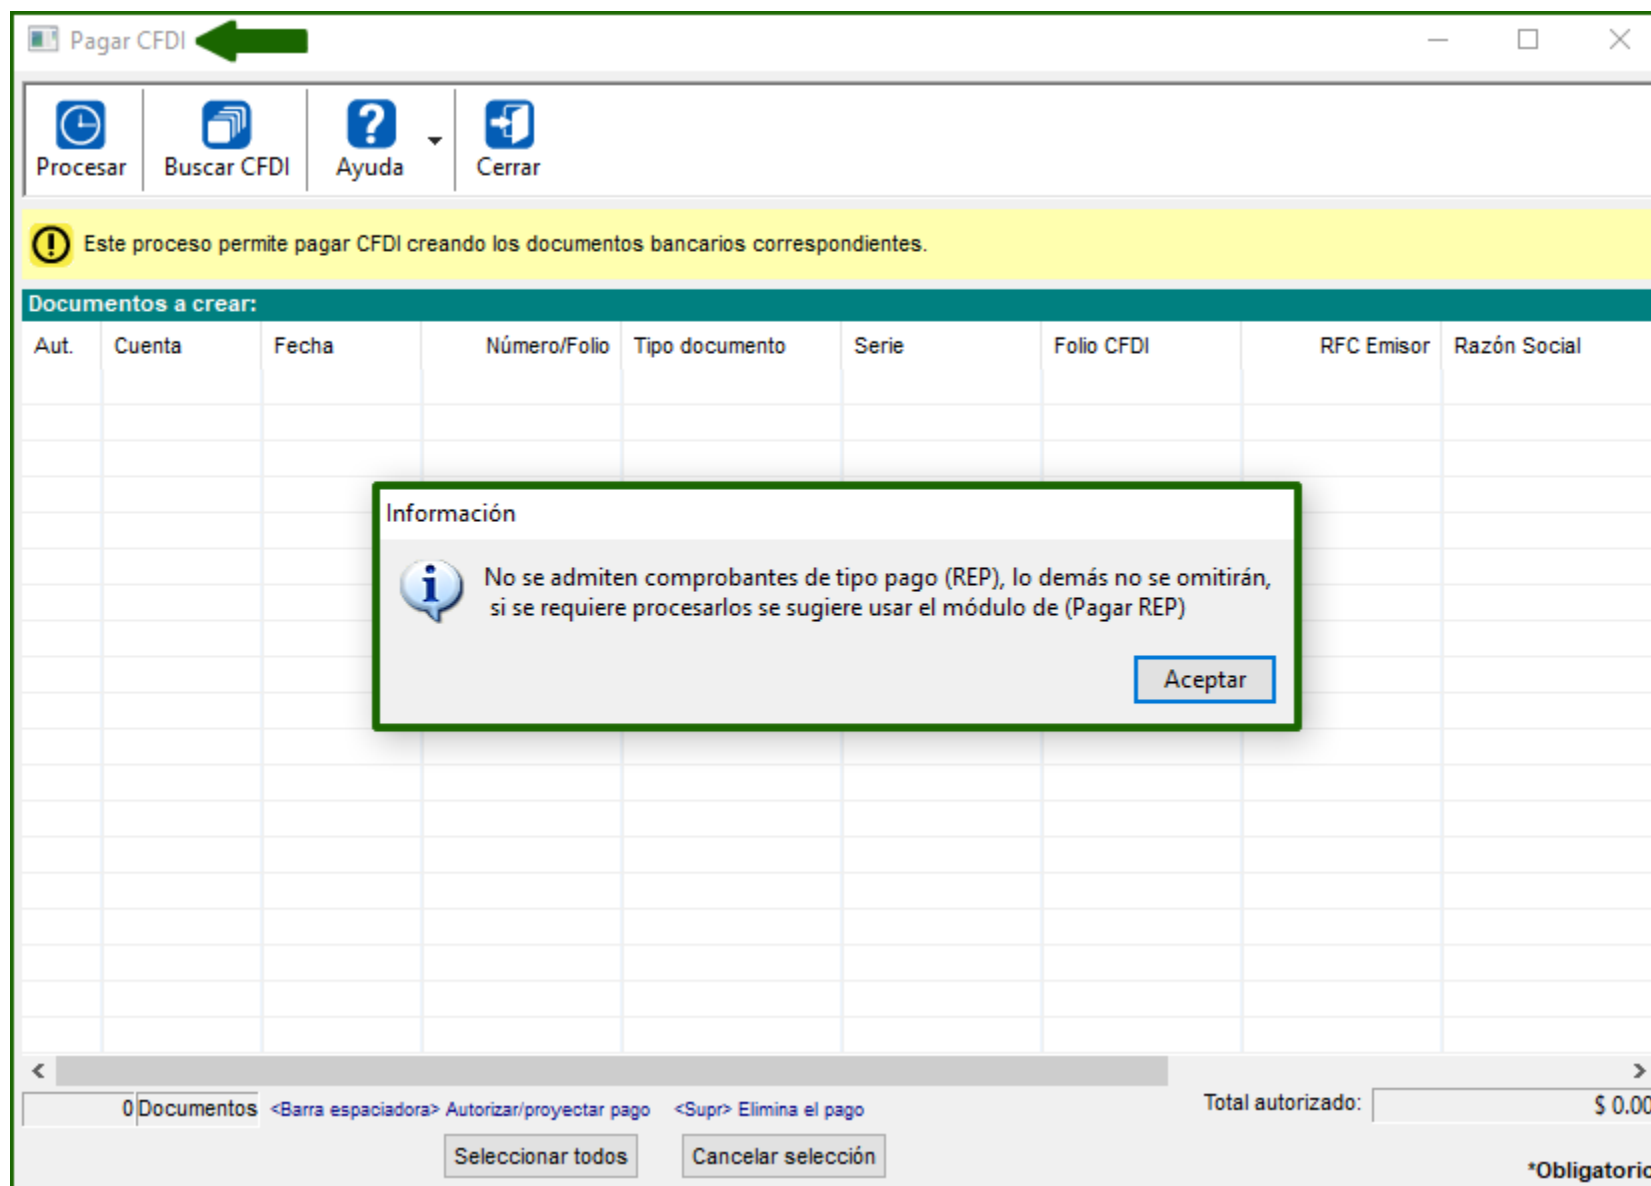 Pagar CFDI
Procesar Buscar CFDI Ayuda Cerrar
Este proceso permite pagar CFDI creando los documentos bancarios correspondientes.
Documentos a crear:
Aut. Cuenta Fecha Número/Folio Tipo documento Serie Folio CFDI RFC Emisor Razón Social
Información
No se admiten comprobantes de tipo pago (REP), lo demás no se omitirán,
si se requiere procesarlos se sugiere usar el módulo de (Pagar REP)
Aceptar
0 Documentos <Barra espaciadora> Autorizar/proyectar pago <Supr> Elimina el pago Total autorizado: $ 0.00
Seleccionar todos Cancelar selección
*Obligatorio